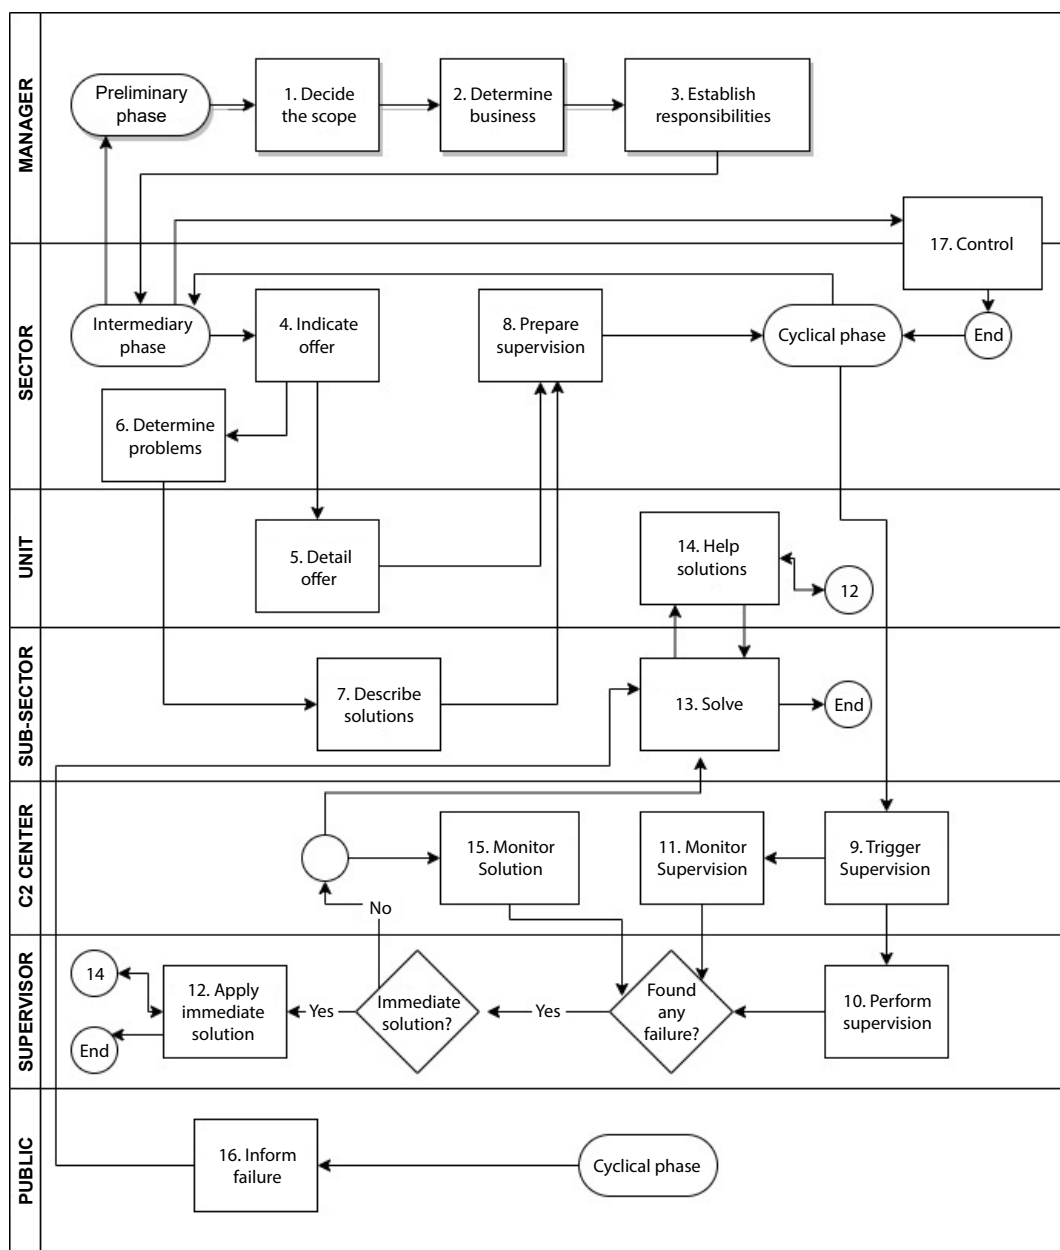 MANAGER
Preliminary
phase
1. Decide
the scope
2. Determine
business
3. Establish
responsibilities
17. Control
SECTOR
Intermediary
phase
4. Indicate
offer
8. Prepare
supervision
Cyclical phase
End
6. Determine
problems
UNIT
5. Detail
offer
14. Help
solutions
12
SUB-SECTOR
7. Describe
solutions
13. Solve
End
C2 CENTER
15. Monitor
Solution
11. Monitor
Supervision
9. Trigger
Supervision
No
SUPERVISOR
14
End
12. Apply
immediate
solution
Yes
Immediate
solution?
Yes
Found
any
failure?
10. Perform
supervision
PUBLIC
16. Inform
failure
Cyclical phase